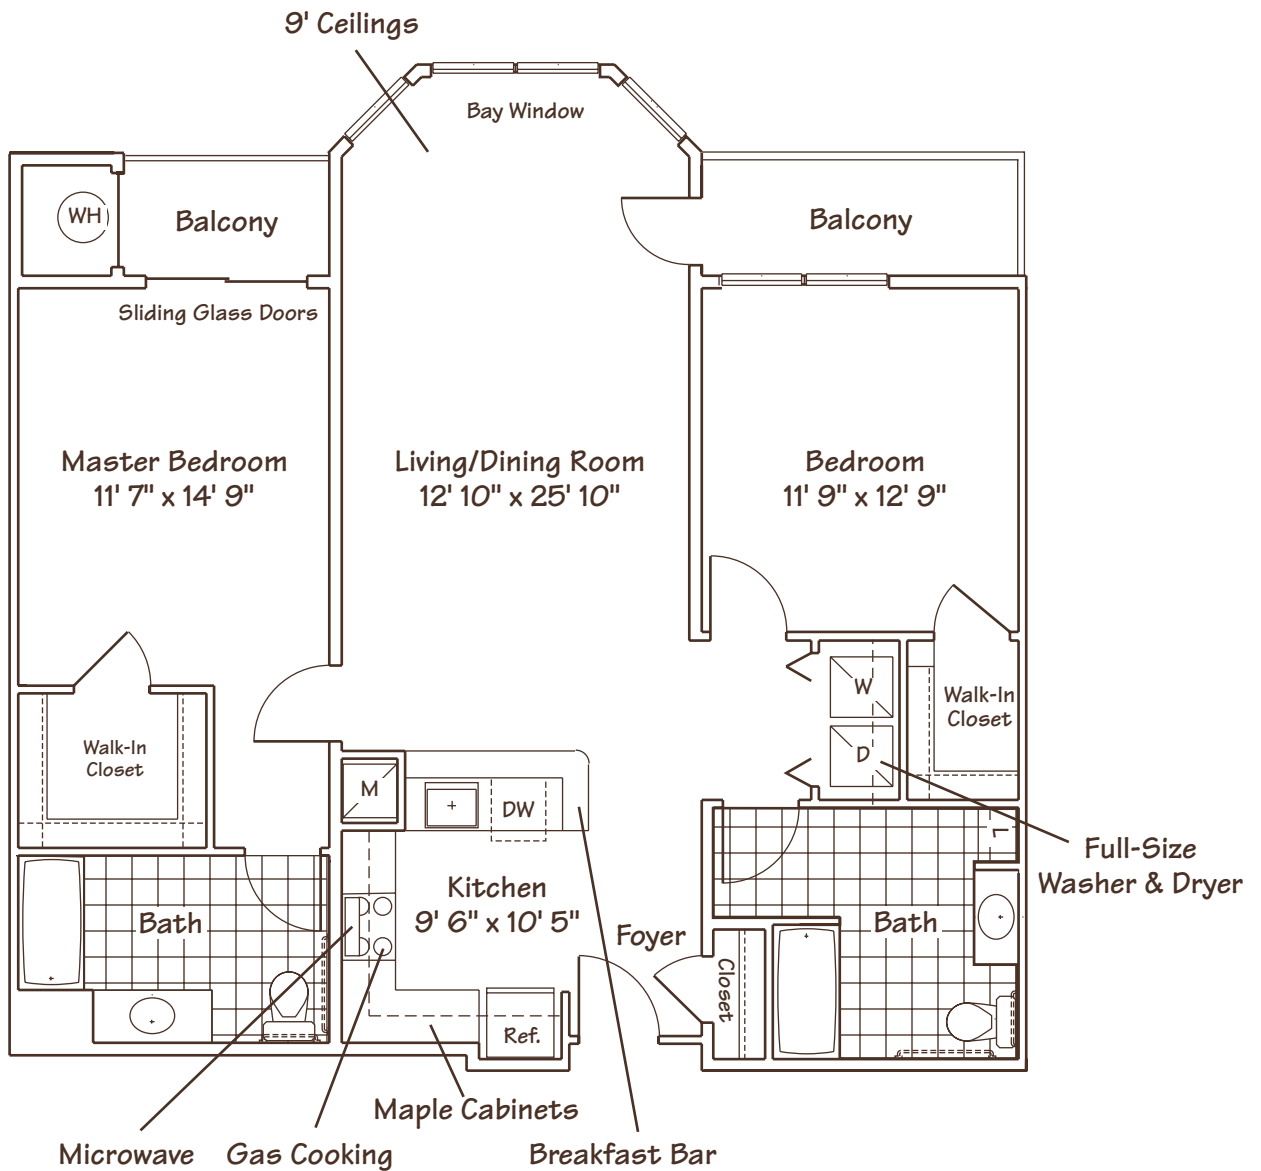 9' Ceilings
Bay Window
WH
Balcony
Balcony
Sliding Glass Doors
Master Bedroom
11' 7" x 14' 9"
Living/Dining Room
12' 10" x 25' 10"
Bedroom
11' 9" x 12' 9"
W
D
Walk-In
Closet
Walk-In
Closet
M
DW
L
Full-Size
Washer & Dryer
Kitchen
9' 6" x 10' 5"
Bath
Foyer
Bath
Closet
Ref.
Maple Cabinets
Microwave
Gas Cooking
Breakfast Bar